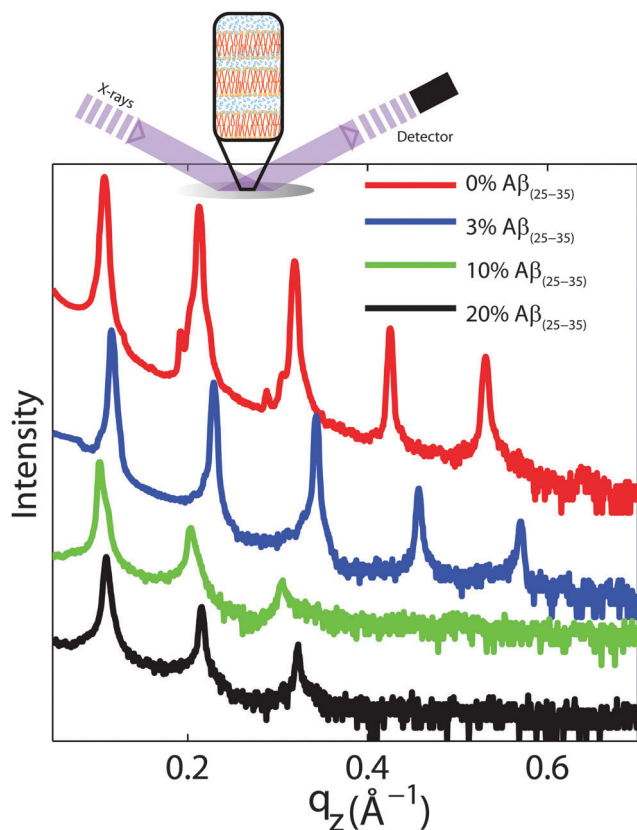 X-rays
Detector
0% Aβ(25−35)
3% Aβ(25−35)
10% Aβ(25−35)
20% Aβ(25−35)
Intensity
0.2 0.4 0.6
qz(Å−1)